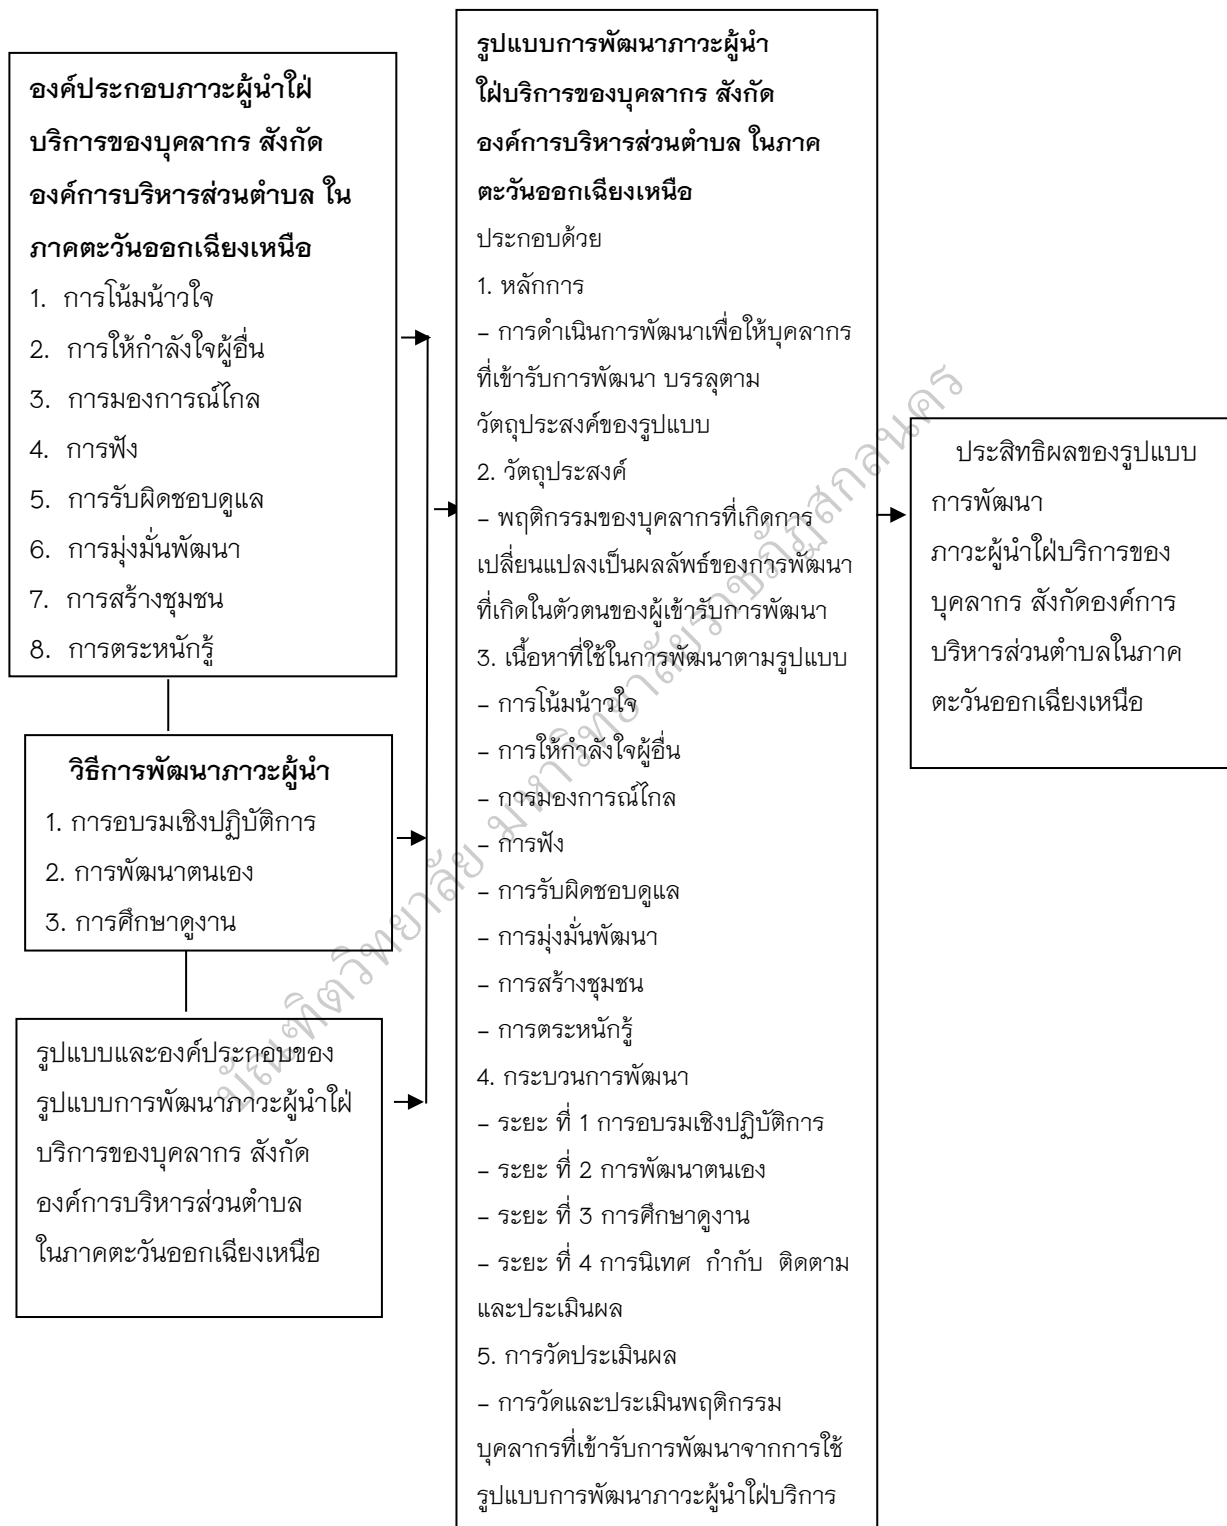 องค์ประกอบภาวะผู้นำใฝ่
บริการของบุคลากร สังกัด
องค์การบริหารส่วนตำบล ใน
ภาคตะวันออกเฉียงเหนือ
1. การโน้มน้าวใจ
2. การให้กำลังใจผู้อื่น
3. การมองการณ์ไกล
4. การฟัง
5. การรับผิดชอบดูแล
6. การมุ่งมั่นพัฒนา
7. การสร้างชุมชน
8. การตระหนักรู้
วิธีการพัฒนาภาวะผู้นำ
1. การอบรมเชิงปฏิบัติการ
2. การพัฒนาตนเอง
3. การศึกษาดูงาน
รูปแบบและองค์ประกอบของ
รูปแบบการพัฒนาภาวะผู้นำใฝ่
บริการของบุคลากร สังกัด
องค์การบริหารส่วนตำบล
ในภาคตะวันออกเฉียงเหนือ
รูปแบบการพัฒนาภาวะผู้นำ
ใฝ่บริการของบุคลากร สังกัด
องค์การบริหารส่วนตำบล ในภาค
ตะวันออกเฉียงเหนือ
ประกอบด้วย
1. หลักการ
– การดำเนินการพัฒนาเพื่อให้บุคลากร
ที่เข้ารับการพัฒนา บรรลุตาม
วัตถุประสงค์ของรูปแบบ
2. วัตถุประสงค์
– พฤติกรรมของบุคลากรที่เกิดการ
เปลี่ยนแปลงเป็นผลลัพธ์ของการพัฒนา
ที่เกิดในตัวตนของผู้เข้ารับการพัฒนา
3. เนื้อหาที่ใช้ในการพัฒนาตามรูปแบบ
– การโน้มน้าวใจ
– การให้กำลังใจผู้อื่น
– การมองการณ์ไกล
– การฟัง
– การรับผิดชอบดูแล
– การมุ่งมั่นพัฒนา
– การสร้างชุมชน
– การตระหนักรู้
4. กระบวนการพัฒนา
– ระยะ ที่ 1 การอบรมเชิงปฏิบัติการ
– ระยะ ที่ 2 การพัฒนาตนเอง
– ระยะ ที่ 3 การศึกษาดูงาน
– ระยะ ที่ 4 การนิเทศ กำกับ ติดตาม
และประเมินผล
5. การวัดประเมินผล
– การวัดและประเมินพฤติกรรม
บุคลากรที่เข้ารับการพัฒนาจากการใช้
รูปแบบการพัฒนาภาวะผู้นำใฝ่บริการ
ประสิทธิผลของรูปแบบ
การพัฒนา
ภาวะผู้นำใฝ่บริการของ
บุคลากร สังกัดองค์การ
บริหารส่วนตำบลในภาค
ตะวันออกเฉียงเหนือ
บัณฑิตวิทยาลัย มหาวิทยาลัยราชภัฏสกลนคร